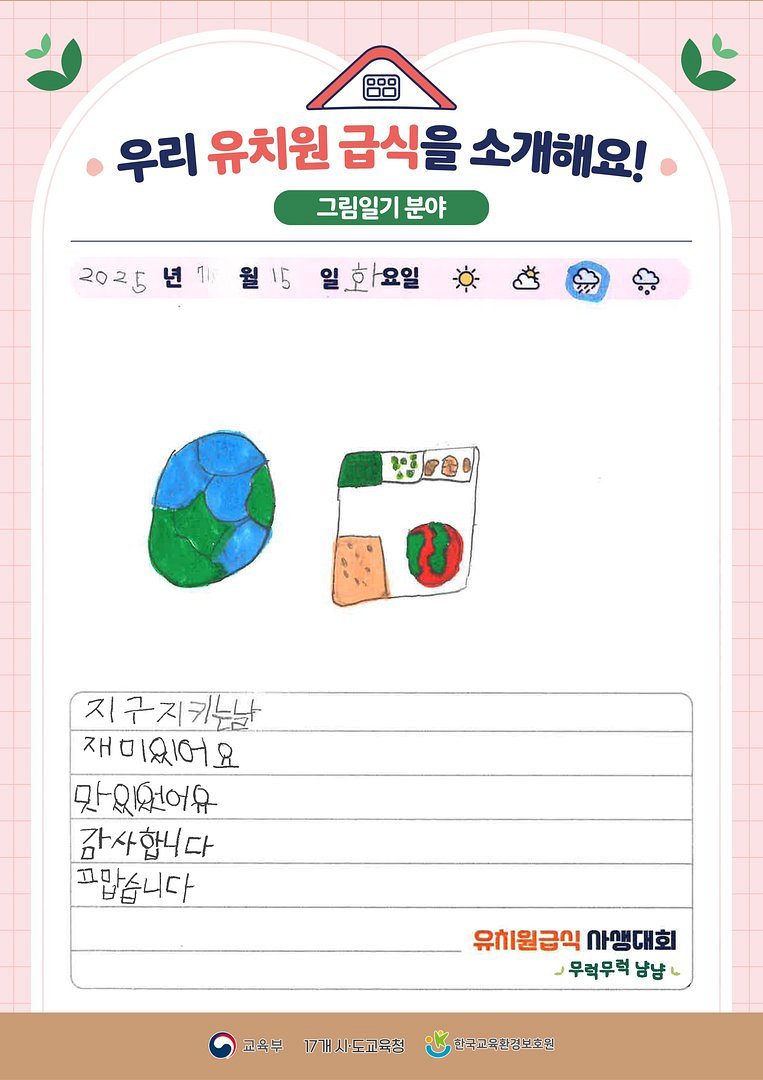 우리 유치원 급식을 소개해요!
그림일기 분야
2025 년 월 15 일 화요일
지구지키는날
재미있어요
맛있었어요
감사합니다
끄맙습니다
유치원급식 사생대회
무럭무럭 냠냠
교육부 17개 시·도교육청 한국교육환경보호원